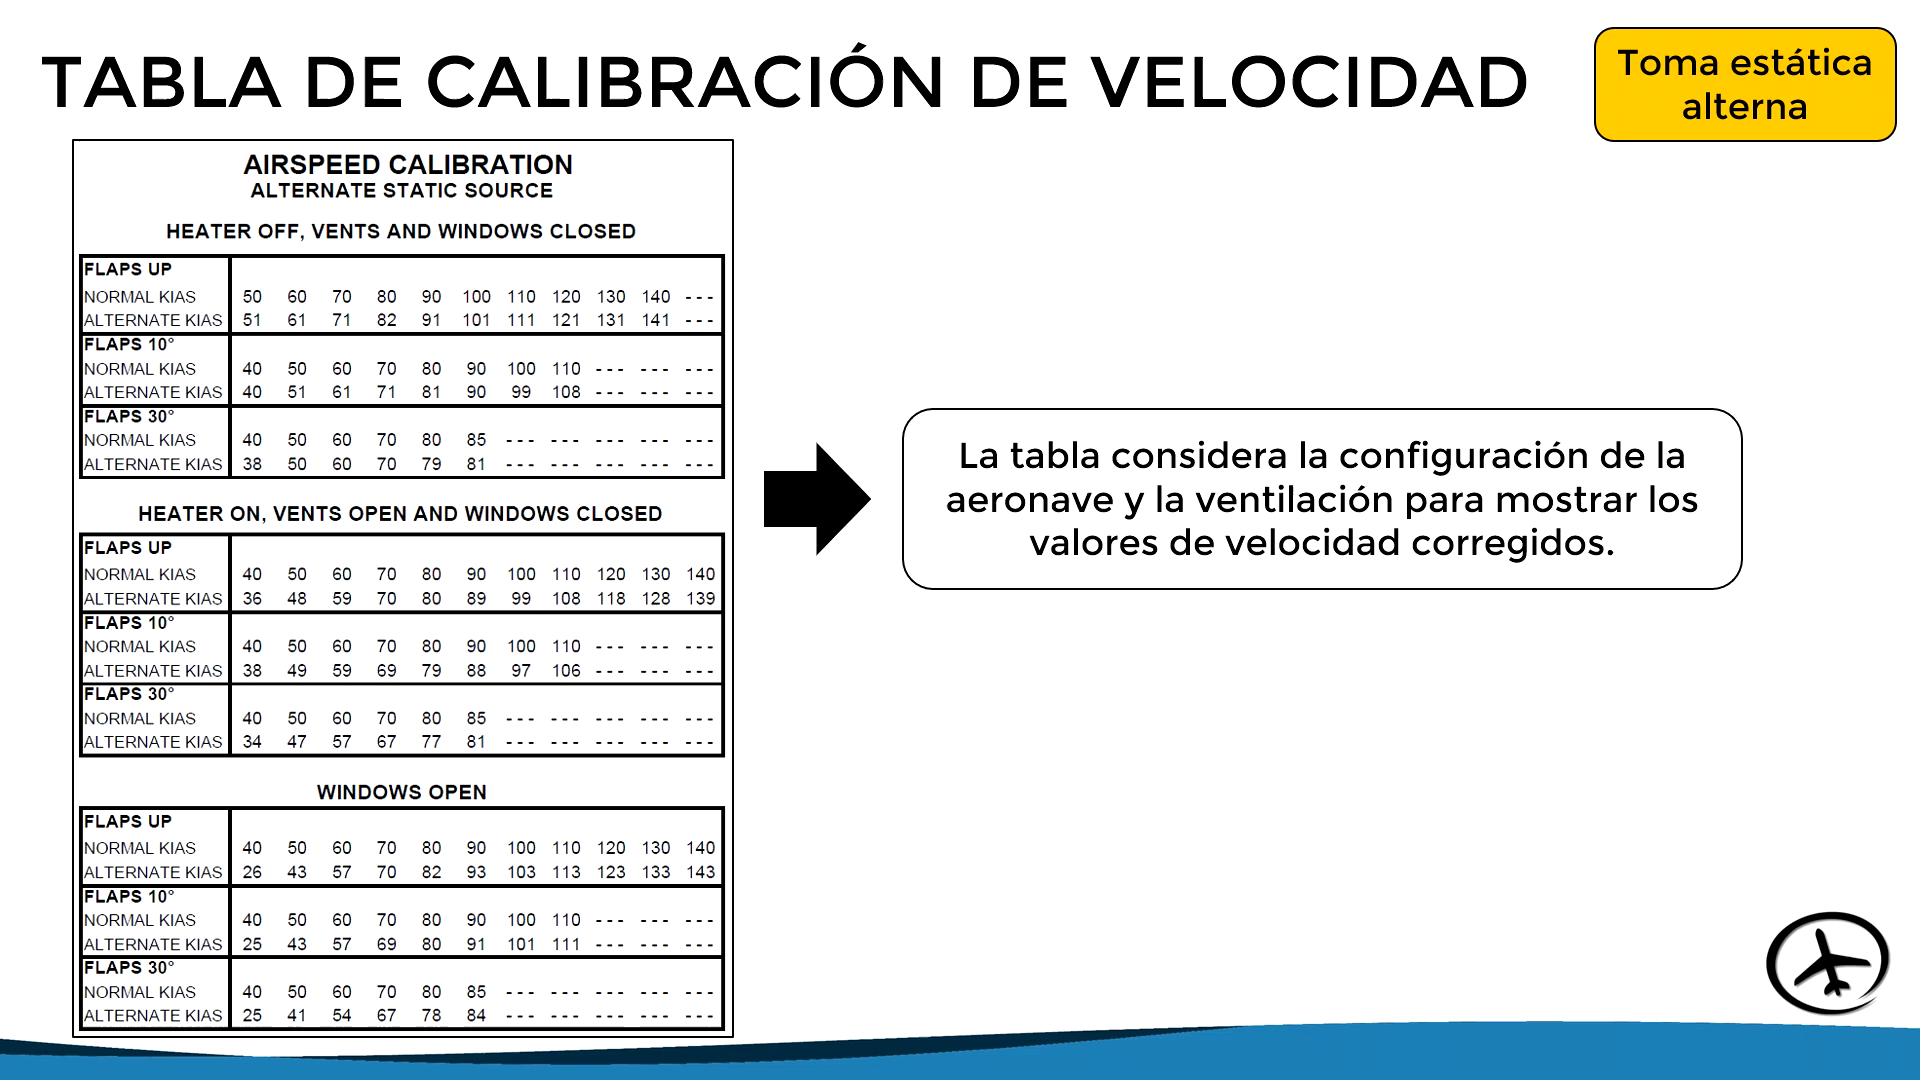 TABLA DE CALIBRACIÓN DE VELOCIDAD
Toma estática
alterna
AIRSPEED CALIBRATION
ALTERNATE STATIC SOURCE
HEATER OFF, VENTS AND WINDOWS CLOSED
FLAPS UP
NORMAL KIAS 50 60 70 80 90 100 110 120 130 140 ---
ALTERNATE KIAS 51 61 71 82 91 101 111 121 131 141 ---
FLAPS 10°
NORMAL KIAS 40 50 60 70 80 90 100 110 --- --- ---
ALTERNATE KIAS 40 51 61 71 81 90 99 108 --- --- ---
FLAPS 30°
NORMAL KIAS 40 50 60 70 80 85 --- --- --- --- ---
ALTERNATE KIAS 38 50 60 70 79 81 --- --- --- --- ---
HEATER ON, VENTS OPEN AND WINDOWS CLOSED
FLAPS UP
NORMAL KIAS 40 50 60 70 80 90 100 110 120 130 140
ALTERNATE KIAS 36 48 59 70 80 89 99 108 118 128 139
FLAPS 10°
NORMAL KIAS 40 50 60 70 80 90 100 110 --- --- ---
ALTERNATE KIAS 38 49 59 69 79 88 97 106 --- --- ---
FLAPS 30°
NORMAL KIAS 40 50 60 70 80 85 --- --- --- --- ---
ALTERNATE KIAS 34 47 57 67 77 81 --- --- --- --- ---
WINDOWS OPEN
FLAPS UP
NORMAL KIAS 40 50 60 70 80 90 100 110 120 130 140
ALTERNATE KIAS 26 43 57 70 82 93 103 113 123 133 143
FLAPS 10°
NORMAL KIAS 40 50 60 70 80 90 100 110 --- --- ---
ALTERNATE KIAS 25 43 57 69 80 91 101 111 --- --- ---
FLAPS 30°
NORMAL KIAS 40 50 60 70 80 85 --- --- --- --- ---
ALTERNATE KIAS 25 41 54 67 78 84 --- --- --- --- ---
La tabla considera la configuración de la
aeronave y la ventilación para mostrar los
valores de velocidad corregidos.